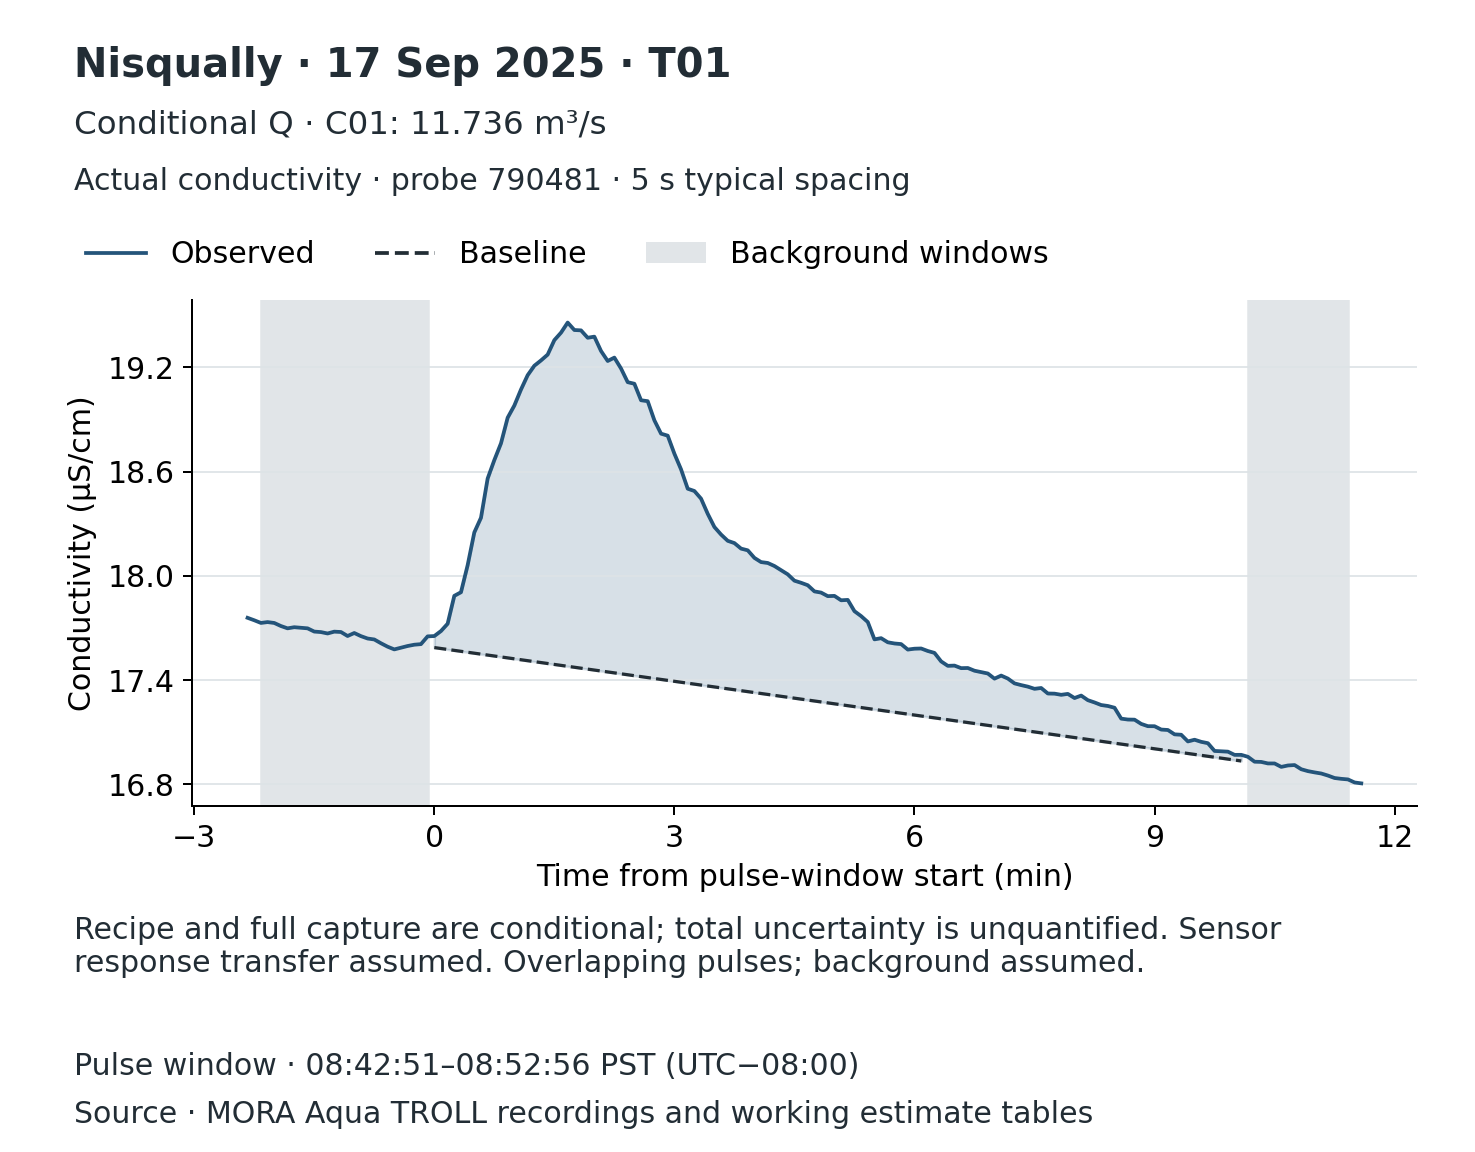 Nisqually · 17 Sep 2025 · T01
Conditional Q · C01: 11.736 m³/s
Actual conductivity · probe 790481 · 5 s typical spacing
Observed
Baseline
Background windows
Conductivity (µS/cm)
19.2
18.6
18.0
17.4
16.8
−3
0
3
6
9
12
Time from pulse-window start (min)
Recipe and full capture are conditional; total uncertainty is unquantified. Sensor
response transfer assumed. Overlapping pulses; background assumed.
Pulse window · 08:42:51–08:52:56 PST (UTC−08:00)
Source · MORA Aqua TROLL recordings and working estimate tables